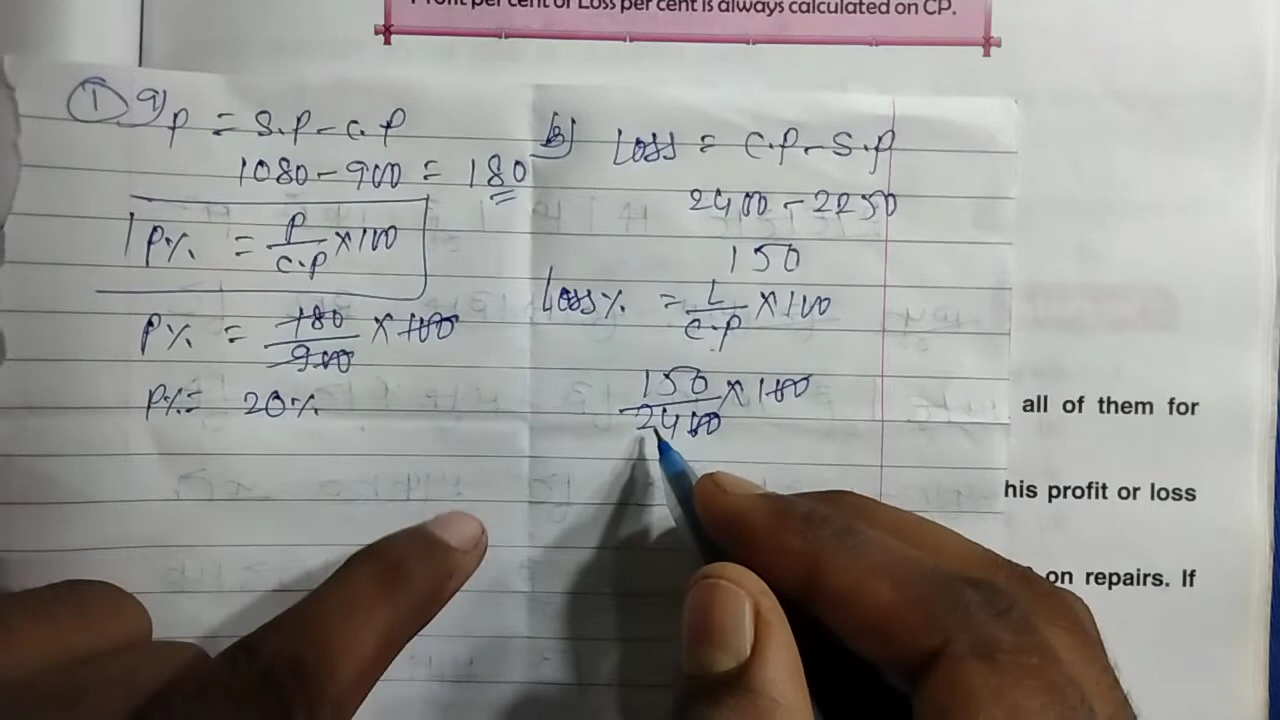 Profit per cent or Loss per cent is always calculated on CP.
① a) P = S.P - C.P
1080 - 900 = 180
P% = P/C.P × 100
P% = 180/900 × 100
P% = 20%
b) Loss = C.P - S.P
2400 - 2250
150
Loss% = L/C.P × 100
150/2400 × 100
all of them for
his profit or loss
on repairs. If